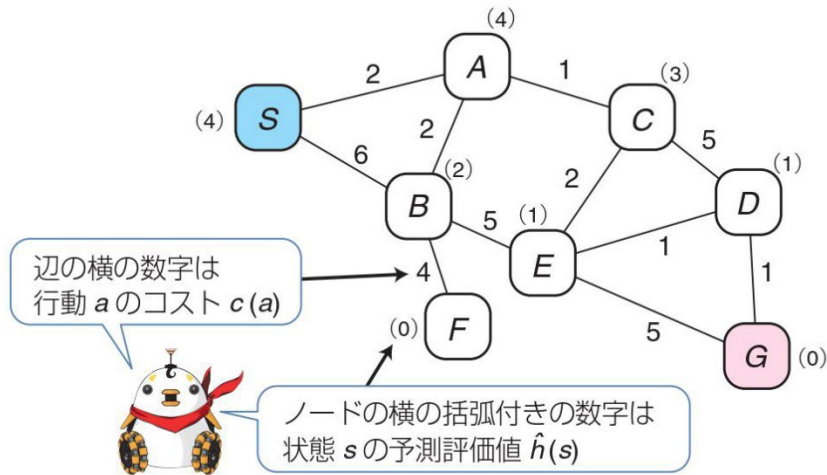 (4)
A
(3)
2
1
(4)
S
C
2
5
6
(2)
(1)
B
2
D
(1)
5
1
E
4
1
辺の横の数字は
行動 a のコスト c(a)
(0)
F
5
G
(0)
ノードの横の括弧付きの数字は
状態 s の予測評価値 ĥ(s)